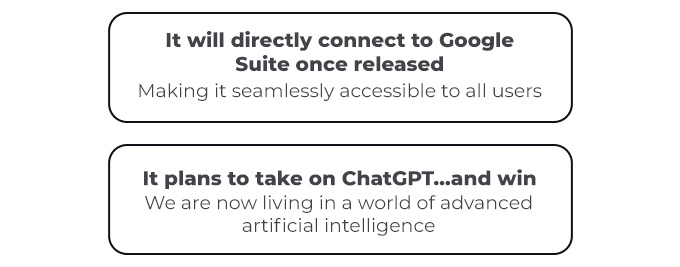 It will directly connect to Google
Suite once released
Making it seamlessly accessible to all users
It plans to take on ChatGPT...and win
We are now living in a world of advanced
artificial intelligence